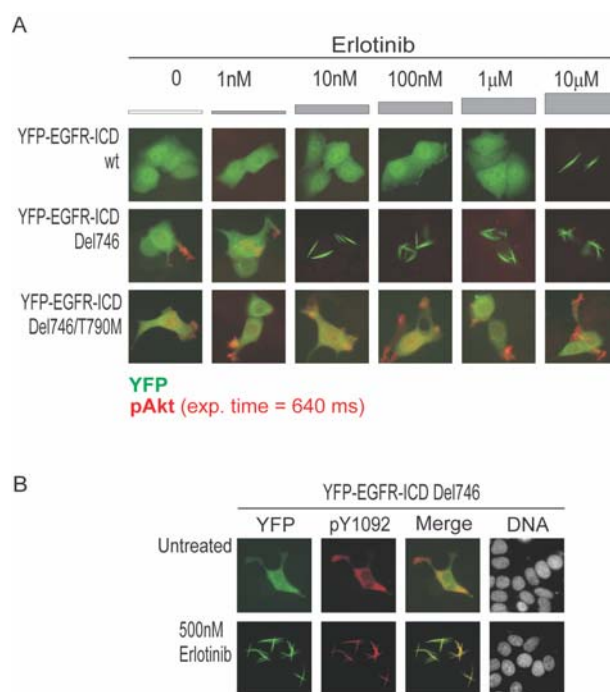 A
Erlotinib
0 1nM 10nM 100nM 1µM 10µM
YFP-EGFR-ICD
wt
YFP-EGFR-ICD
Del746
YFP-EGFR-ICD
Del746/T790M
YFP
pAkt (exp. time = 640 ms)
B
YFP-EGFR-ICD Del746
YFP pY1092 Merge DNA
Untreated
500nM
Erlotinib